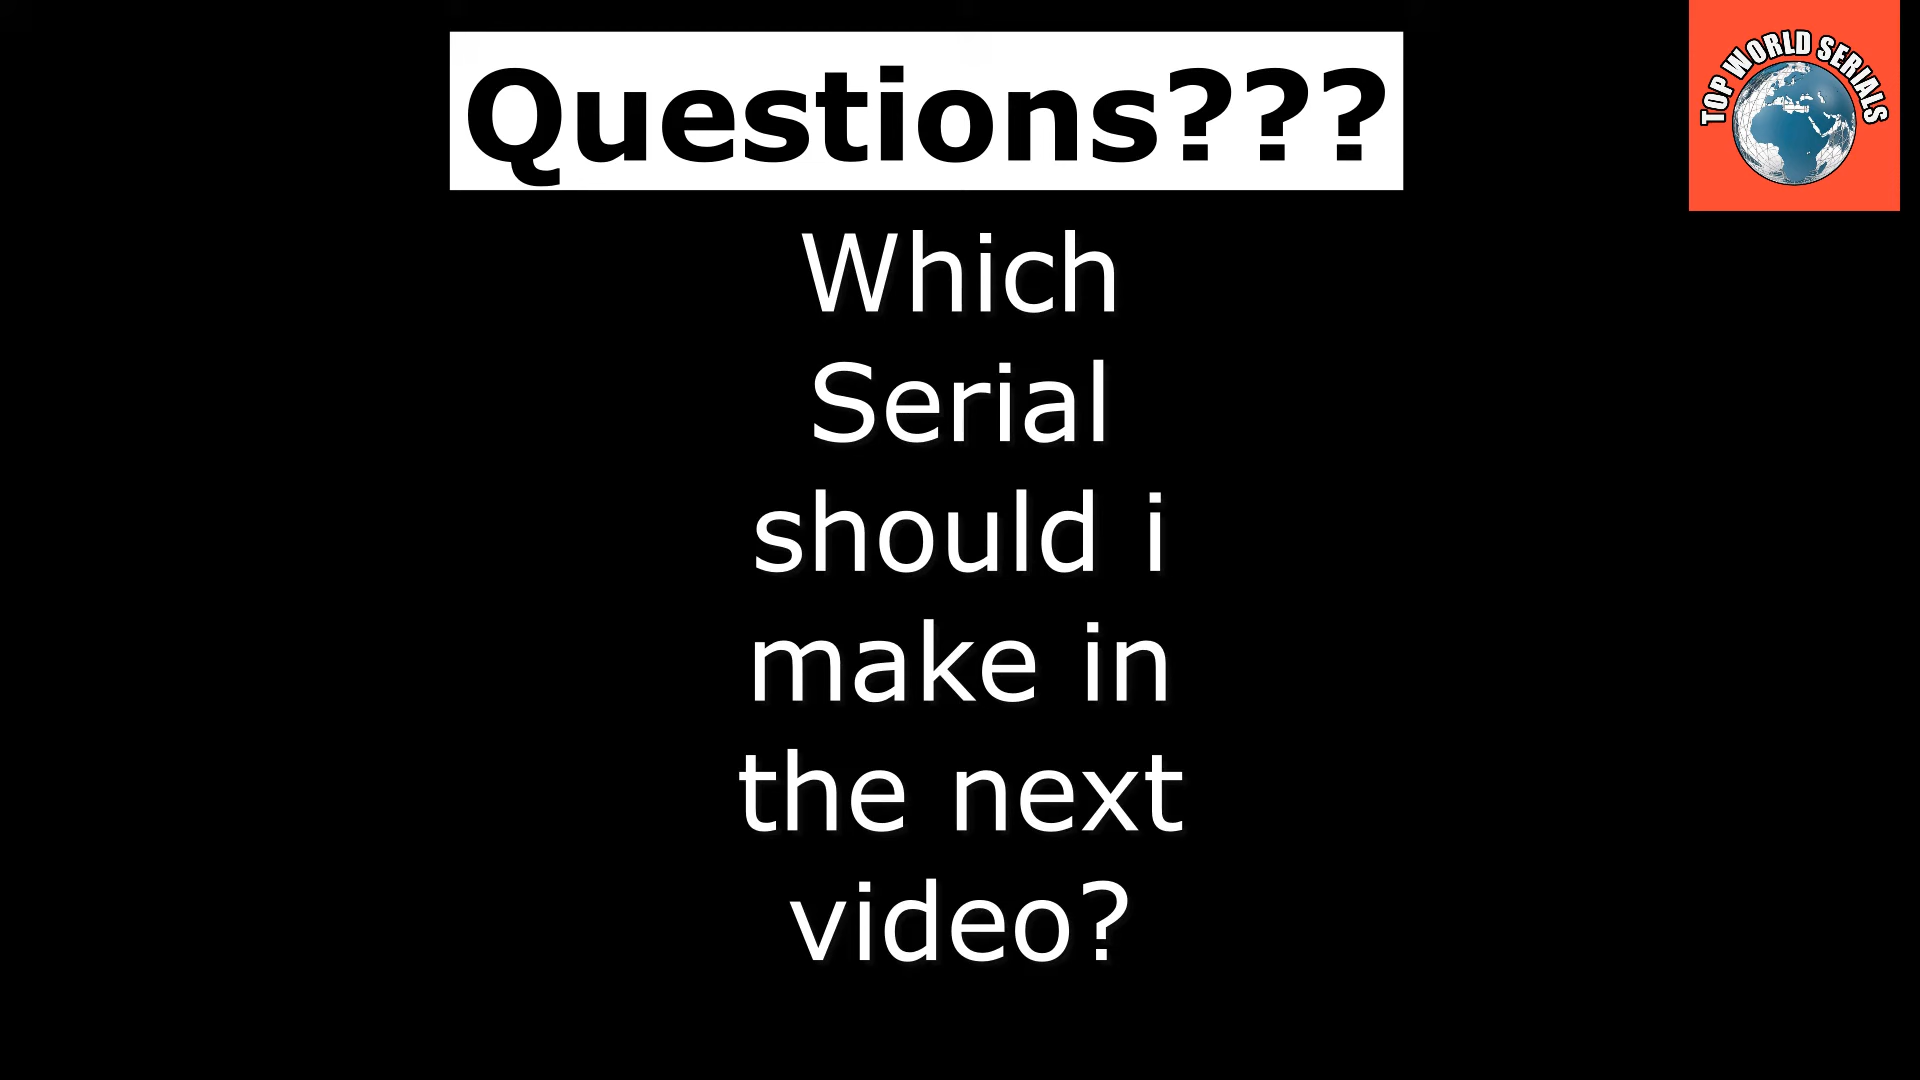 Questions???
TOP WORLD SERIALS
Which
Serial
should i
make in
the next
video?